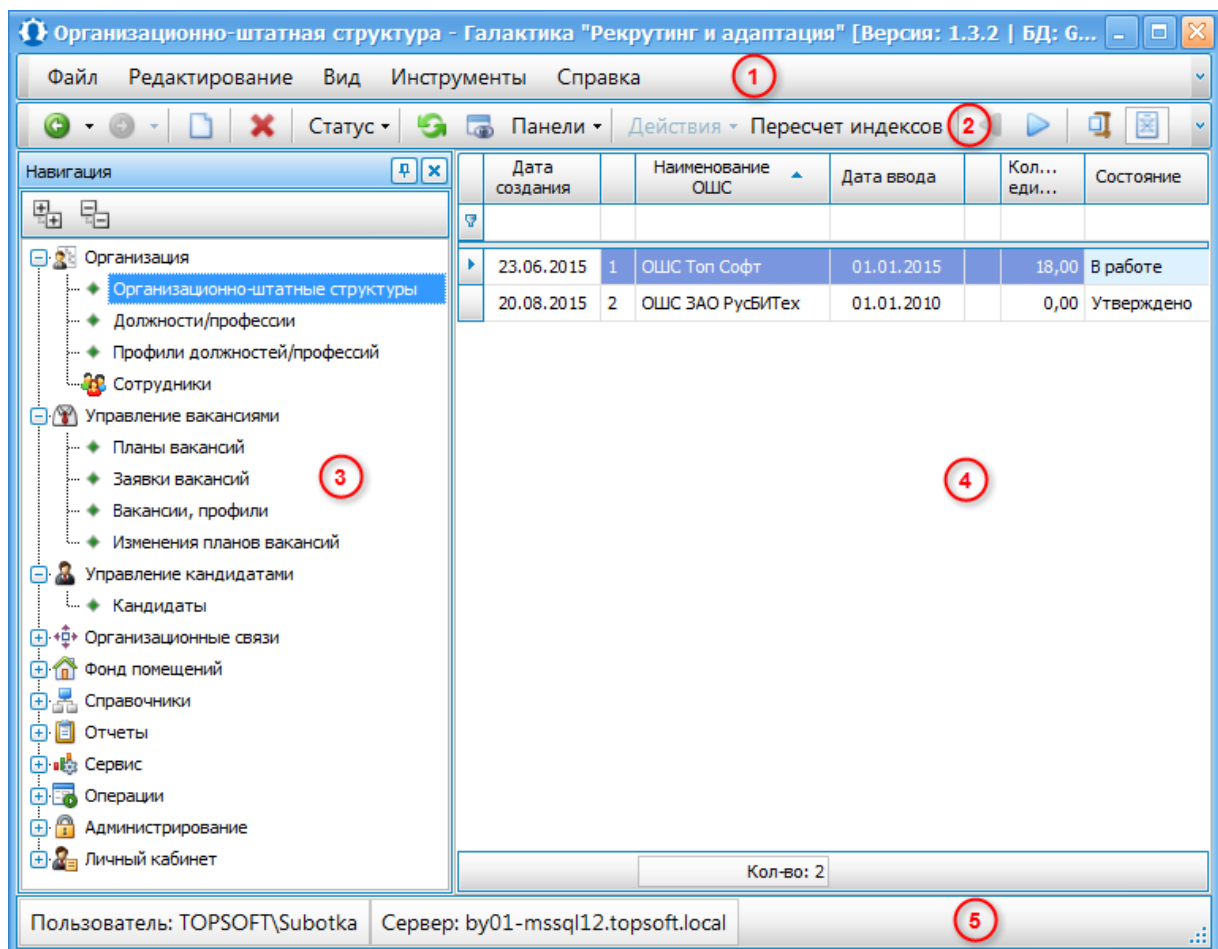 Организационно-штатная структура - Галактика "Рекрутинг и адаптация" [Версия: 1.3.2 | БД: G...
Файл Редактирование Вид Инструменты Справка 1
Статус Панели Действия Пересчет индексов 2
Навигация
Дата создания Наименование ОШС Дата ввода Кол... еди... Состояние
Организация
23.06.2015 1 ОШС Топ Софт 01.01.2015 18,00 В работе
Организационно-штатные структуры
20.08.2015 2 ОШС ЗАО РусБИТех 01.01.2010 0,00 Утверждено
Должности/профессии
Профили должностей/профессий
Сотрудники
Управление вакансиями
Планы вакансий
Заявки вакансий
3
4
Вакансии, профили
Изменения планов вакансий
Управление кандидатами
Кандидаты
Организационные связи
Фонд помещений
Справочники
Отчеты
Сервис
Операции
Администрирование
Личный кабинет
Кол-во: 2
Пользователь: TOPSOFT\Subotka Сервер: by01-mssql12.topsoft.local 5